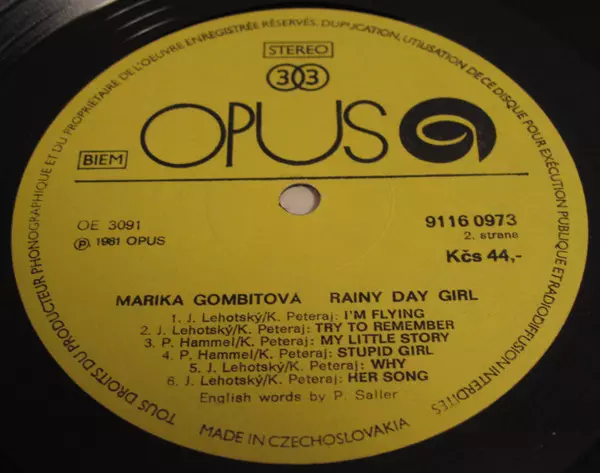 TOUS DROITS DU PRODUCTEUR PHONOGRAPHIQUE ET DU PROPRIETAIRE DE L'OEUVRE ENREGISTRÉE RÉSERVÉS. DUPLICATION, UTILISATION DE CE DISQUE POUR EXÉCUTION PUBLIQUE ET RADIODIFFUSION INTERDITES
STEREO
33
OPUS
BIEM
OE 3091
Ⓟ 1981 OPUS
9116 0973
2. strana
Kčs 44,-
MARIKA GOMBITOVÁ RAINY DAY GIRL
1. J. Lehotský/K. Peteraj: I'M FLYING
2. J. Lehotský/K. Peteraj: TRY TO REMEMBER
3. P. Hammel/K. Peteraj: MY LITTLE STORY
4. P. Hammel/K. Peteraj: STUPID GIRL
5. J. Lehotský/K. Peteraj: WHY
6. J. Lehotský/K. Peteraj: HER SONG
English words by P. Saller
MADE IN CZECHOSLOVAKIA